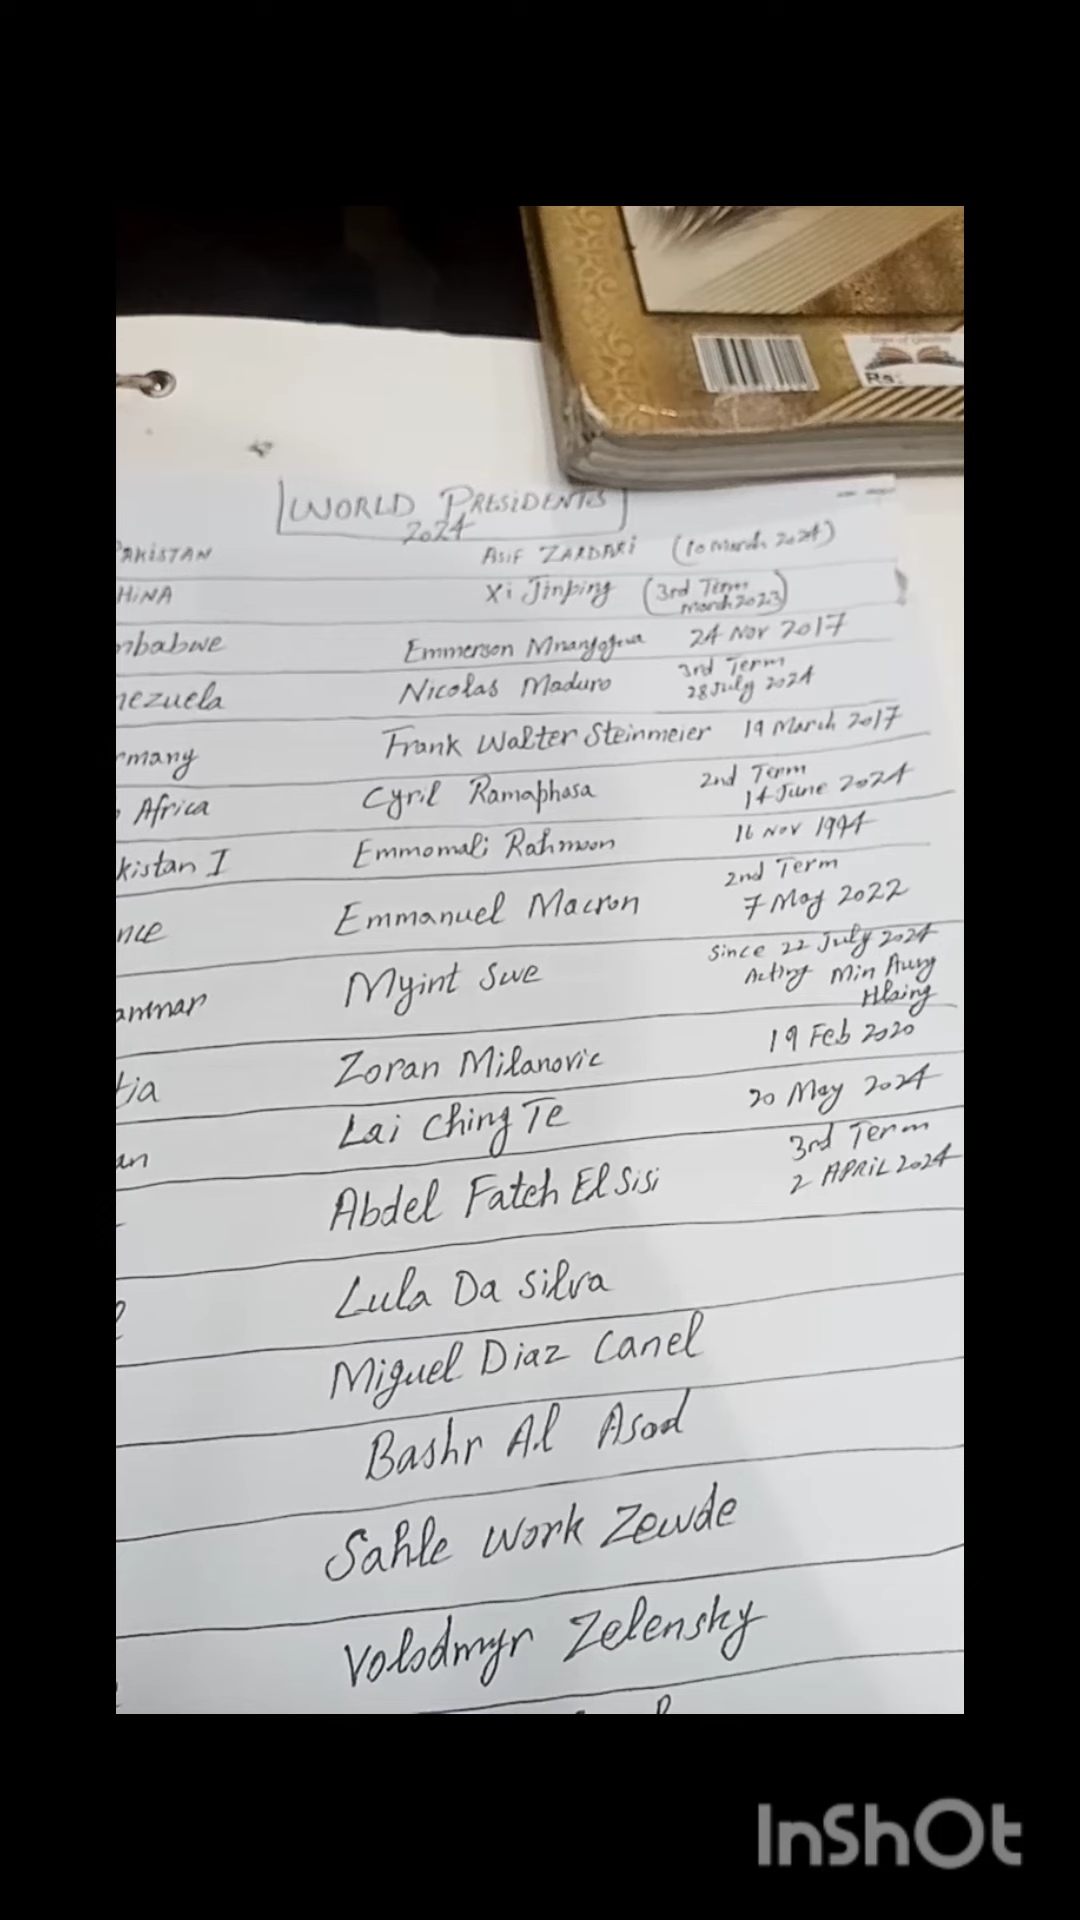 Rs:
WORLD PRESIDENTS
2024
PAKISTAN ASIF ZARDARI (10 March 2024)
HINA Xi Jinping (3rd Term March 2023)
mbabwe Emmerson Mnangagwa 24 Nov 2017
nezuela Nicolas Maduro 3rd Term 28 July 2024
rmany Frank Walter Steinmeier 19 March 2017
Africa Cyril Ramaphosa 2nd Term 14 June 2024
kistan I Emmomali Rahmon 16 Nov 1994
nce Emmanuel Macron 2nd Term 7 May 2022
anmar Myint Swe Since 22 July 2024 Acting Min Aung Hlaing
tia Zoran Milanovic 19 Feb 2020
an Lai Ching Te 20 May 2024
Abdel Fateh El Sisi 3rd Term 2 APRIL 2024
Lula Da Silva
Miguel Diaz Canel
Bashr Al Asad
Sahle Work Zewde
Volodmyr Zelensky
InShOt